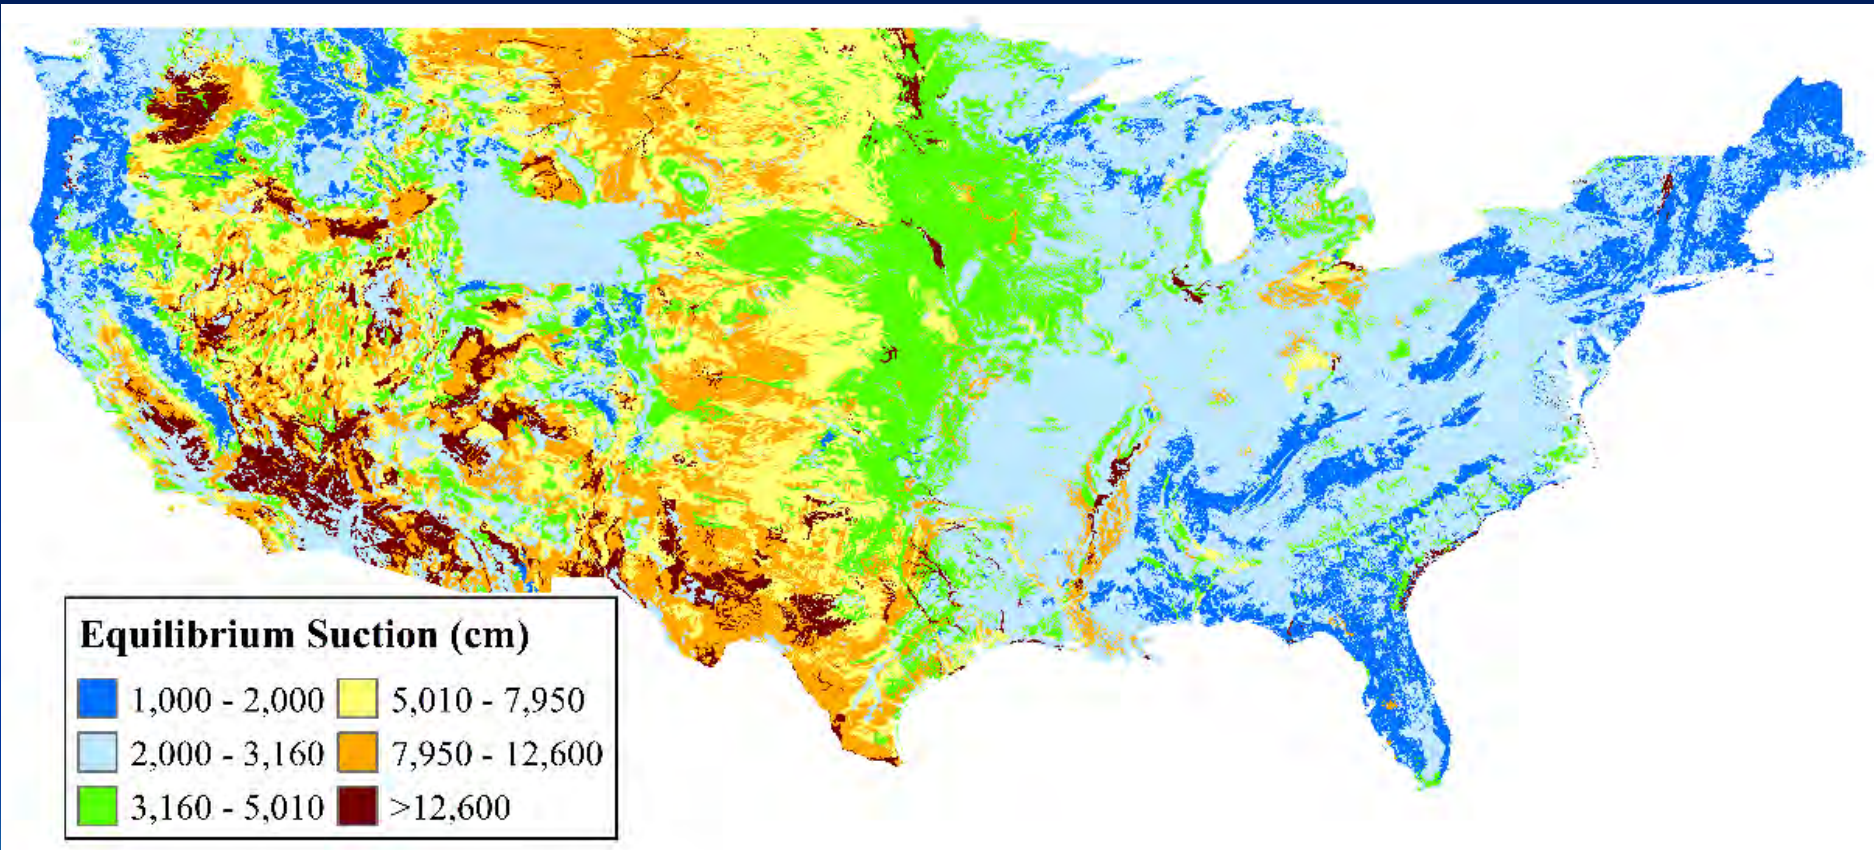 Equilibrium Suction (cm)
1,000 - 2,000
5,010 - 7,950
2,000 - 3,160
7,950 - 12,600
3,160 - 5,010
>12,600